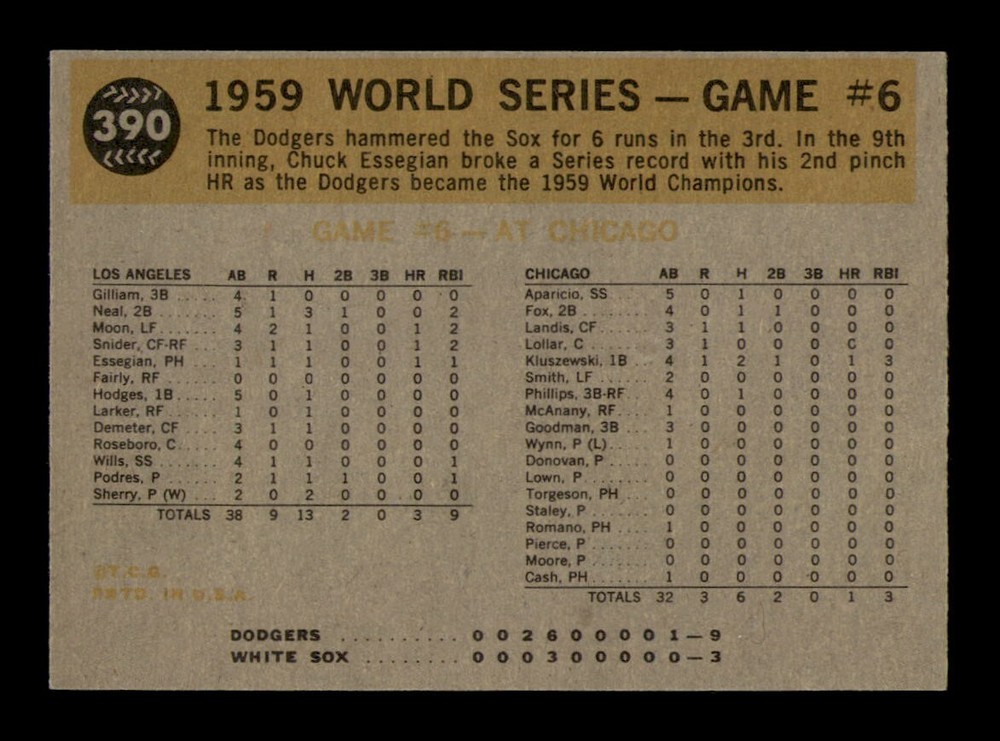 390
1959 WORLD SERIES — GAME #6
The Dodgers hammered the Sox for 6 runs in the 3rd. In the 9th
inning, Chuck Essegian broke a Series record with his 2nd pinch
HR as the Dodgers became the 1959 World Champions.
GAME #6 — AT CHICAGO
LOS ANGELES AB R H 2B 3B HR RBI
Gilliam, 3B ..... 4 1 0 0 0 0 0
Neal, 2B ........ 5 1 3 1 0 0 2
Moon, LF ........ 4 2 1 0 0 1 2
Snider, CF-RF ... 3 1 1 0 0 1 2
Essegian, PH .... 1 1 1 0 0 1 1
Fairly, RF ...... 0 0 0 0 0 0 0
Hodges, 1B ...... 5 0 1 0 0 0 0
Larker, RF ...... 1 0 1 0 0 0 0
Demeter, CF ..... 3 1 1 0 0 0 0
Roseboro, C ..... 4 0 0 0 0 0 0
Wills, SS ....... 4 1 1 0 0 0 1
Podres, P ....... 2 1 1 1 0 0 1
Sherry, P (W) ... 2 0 2 0 0 0 0
TOTALS 38 9 13 2 0 3 9
©T.C.G.
PRTD. IN U.S.A.
CHICAGO AB R H 2B 3B HR RBI
Aparicio, SS .... 5 0 1 0 0 0 0
Fox, 2B ......... 4 0 1 1 0 0 0
Landis, CF ...... 3 1 1 0 0 0 0
Lollar, C ....... 3 1 0 0 0 0 0
Kluszewski, 1B .. 4 1 2 1 0 1 3
Smith, LF ....... 2 0 0 0 0 0 0
Phillips, 3B-RF . 4 0 1 0 0 0 0
McAnany, RF ..... 1 0 0 0 0 0 0
Goodman, 3B ..... 3 0 0 0 0 0 0
Wynn, P (L) ..... 1 0 0 0 0 0 0
Donovan, P ...... 0 0 0 0 0 0 0
Lown, P ......... 0 0 0 0 0 0 0
Torgeson, PH .... 0 0 0 0 0 0 0
Staley, P ....... 0 0 0 0 0 0 0
Romano, PH ...... 1 0 0 0 0 0 0
Pierce, P ....... 0 0 0 0 0 0 0
Moore, P ........ 0 0 0 0 0 0 0
Cash, PH ........ 1 0 0 0 0 0 0
TOTALS 32 3 6 2 0 1 3
DODGERS .......... 0 0 2 6 0 0 0 0 1 — 9
WHITE SOX ........ 0 0 0 3 0 0 0 0 0 — 3